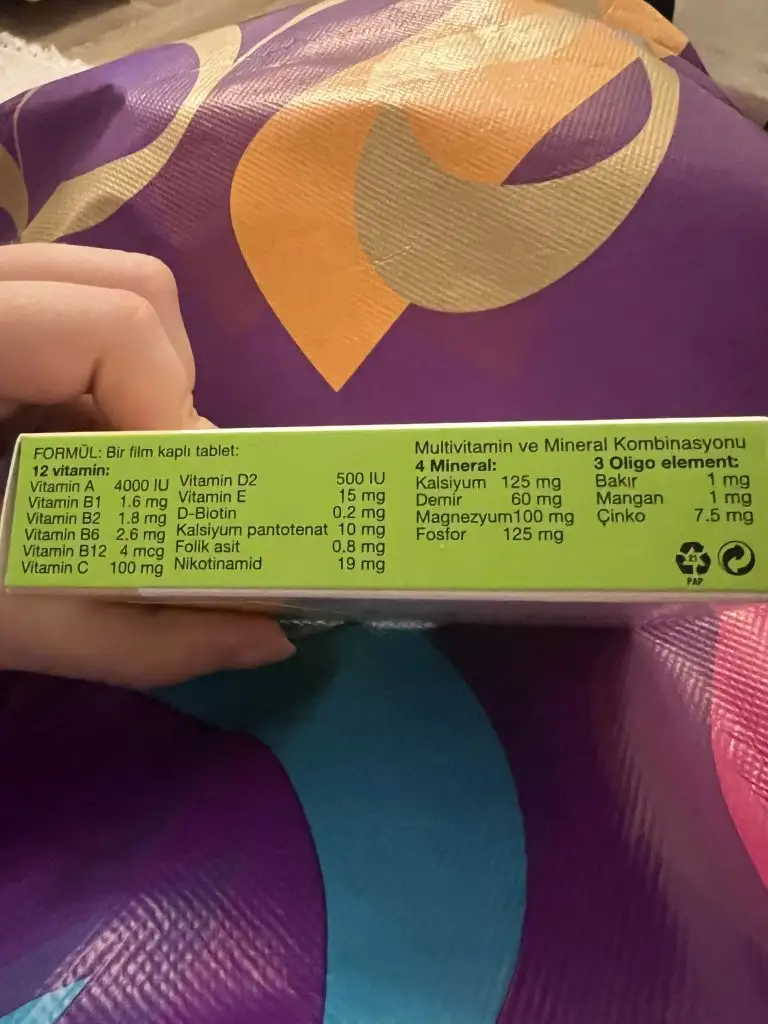 FORMÜL: Bir film kaplı tablet:
12 vitamin:
Vitamin A 4000 IU
Vitamin B1 1.6 mg
Vitamin B2 1.8 mg
Vitamin B6 2.6 mg
Vitamin B12 4 mcg
Vitamin C 100 mg
Vitamin D2 500 IU
Vitamin E 15 mg
D-Biotin 0.2 mg
Kalsiyum pantotenat 10 mg
Folik asit 0.8 mg
Nikotinamid 19 mg
Multivitamin ve Mineral Kombinasyonu
4 Mineral:
Kalsiyum 125 mg
Demir 60 mg
Magnezyum100 mg
Fosfor 125 mg
3 Oligo element:
Bakır 1 mg
Mangan 1 mg
Çinko 7.5 mg
21
PAP